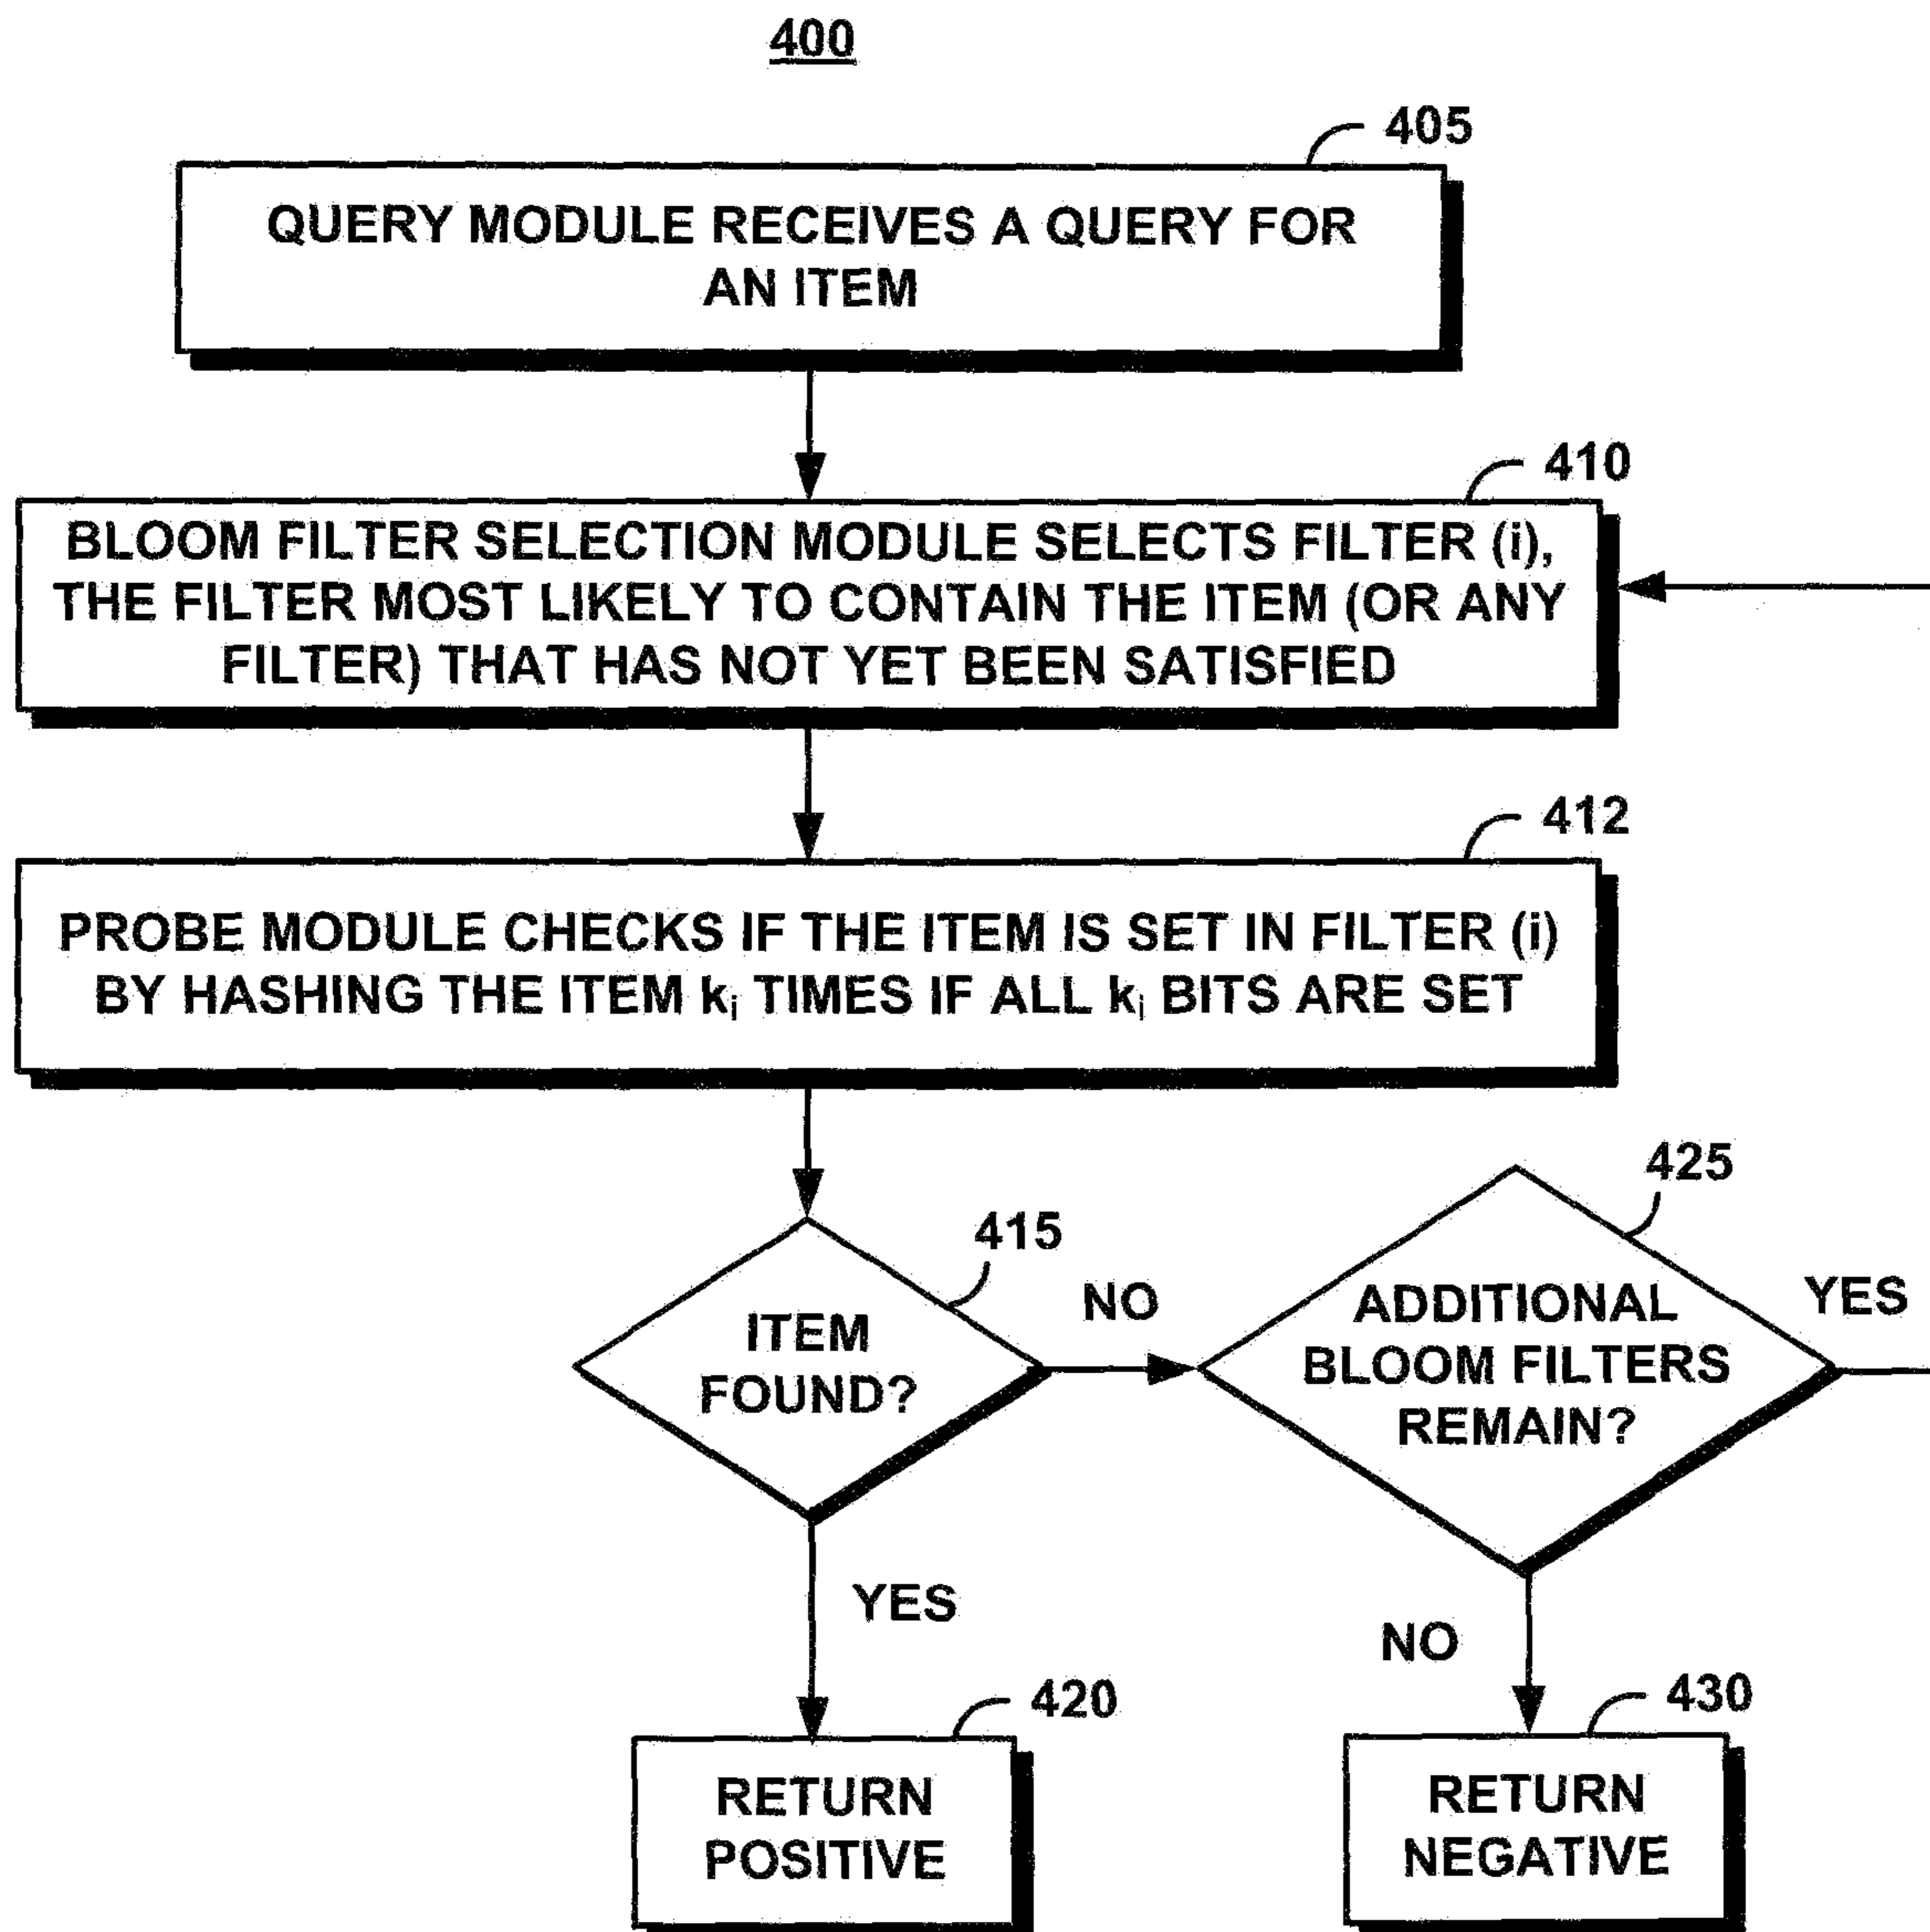 400
405
QUERY MODULE RECEIVES A QUERY FOR
AN ITEM
410
BLOOM FILTER SELECTION MODULE SELECTS FILTER (i),
THE FILTER MOST LIKELY TO CONTAIN THE ITEM (OR ANY
FILTER) THAT HAS NOT YET BEEN SATISFIED
412
PROBE MODULE CHECKS IF THE ITEM IS SET IN FILTER (i)
BY HASHING THE ITEM kᵢ TIMES IF ALL kᵢ BITS ARE SET
415
ITEM
FOUND?
NO
425
ADDITIONAL
BLOOM FILTERS
REMAIN?
YES
YES
NO
420
RETURN
POSITIVE
430
RETURN
NEGATIVE